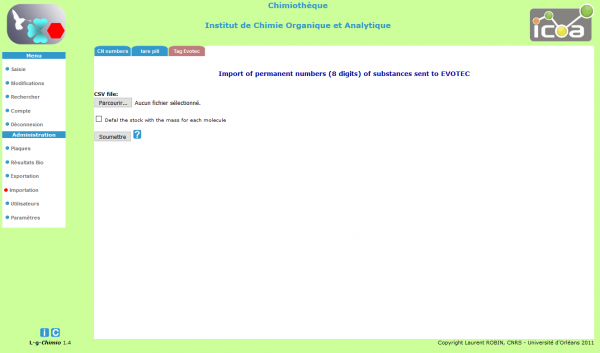 Chimiothèque
Institut de Chimie Organique et Analytique
icoa
Menu
Saisie
Modifications
Rechercher
Compte
Déconnexion
Administration
Plaques
Résultats Bio
Exportation
Importation
Utilisateurs
Paramètres
CN numbers
tare pill
Tag Evotec
Import of permanent numbers (8 digits) of substances sent to EVOTEC
CSV file:
Parcourir... Aucun fichier sélectionné.
Defal the stock with the mass for each molecule
Soumettre ?
i C
L-g-Chimio 1.4
Copyright Laurent ROBIN, CNRS - Université d'Orléans 2011